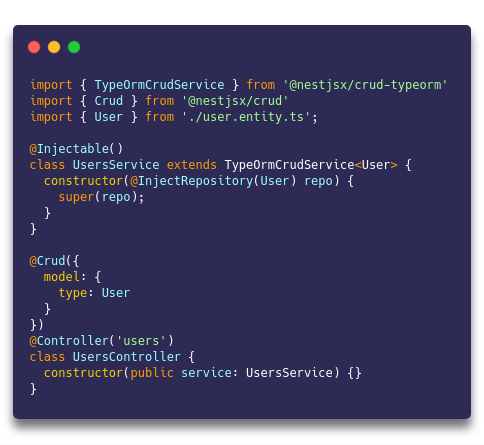 import { TypeOrmCrudService } from '@nestjsx/crud-typeorm'
import { Crud } from '@nestjsx/crud'
import { User } from './user.entity.ts';

@Injectable()
class UsersService extends TypeOrmCrudService<User> {
  constructor(@InjectRepository(User) repo) {
    super(repo);
  }
}

@Crud({
  model: {
    type: User
  }
})
@Controller('users')
class UsersController {
  constructor(public service: UsersService) {}
}